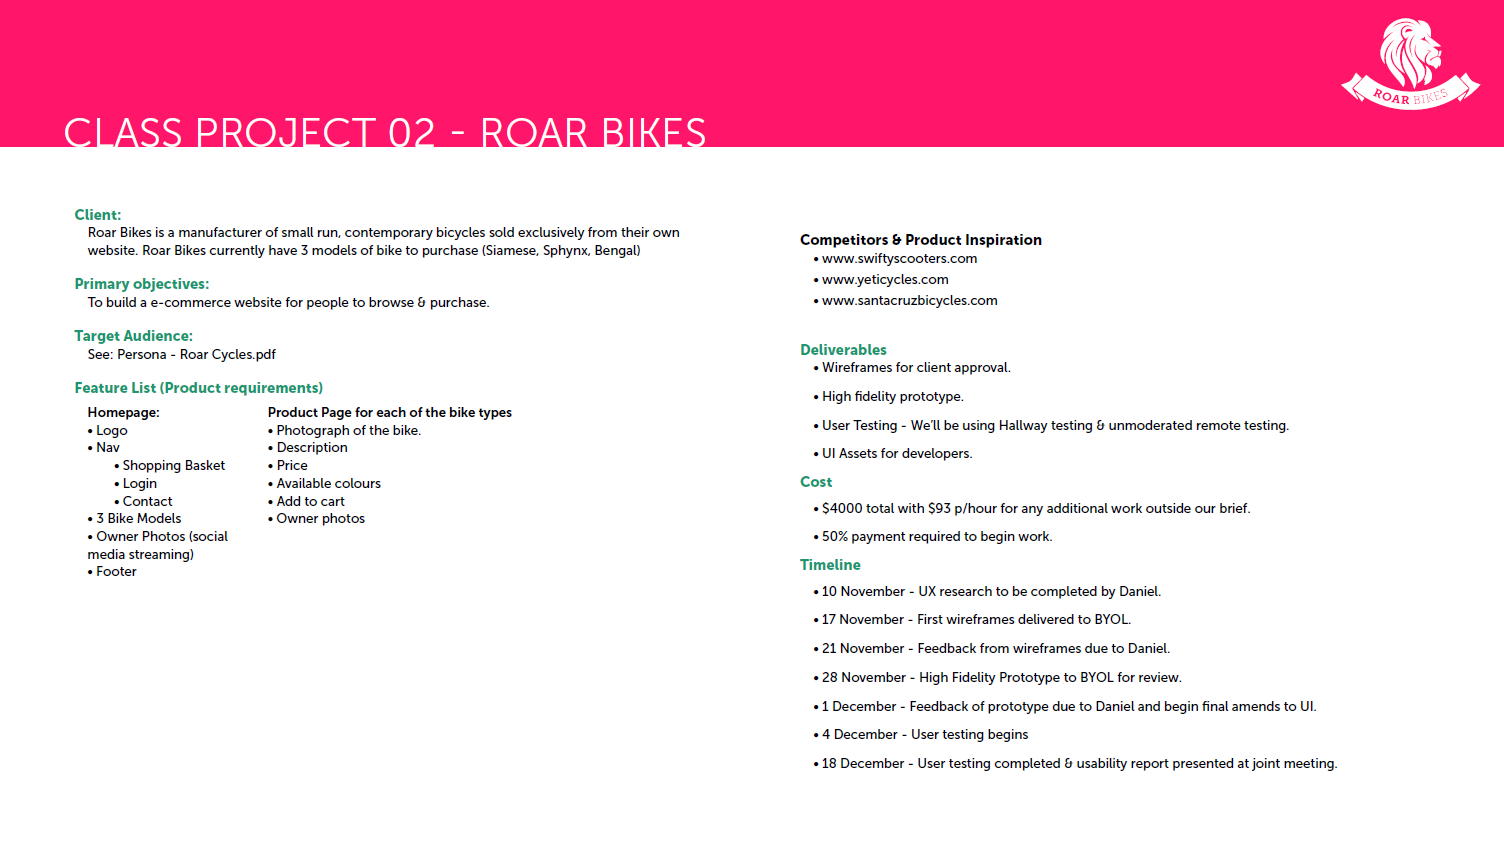 ROAR BIKES
CLASS PROJECT 02 - ROAR BIKES
Client:
Roar Bikes is a manufacturer of small run, contemporary bicycles sold exclusively from their own
website. Roar Bikes currently have 3 models of bike to purchase (Siamese, Sphynx, Bengal)
Primary objectives:
To build a e-commerce website for people to browse & purchase.
Target Audience:
See: Persona - Roar Cycles.pdf
Feature List (Product requirements)
Homepage:
• Logo
• Nav
• Shopping Basket
• Login
• Contact
• 3 Bike Models
• Owner Photos (social
media streaming)
• Footer
Product Page for each of the bike types
• Photograph of the bike.
• Description
• Price
• Available colours
• Add to cart
• Owner photos
Competitors & Product Inspiration
• www.swiftyscooters.com
• www.yeticycles.com
• www.santacruzbicycles.com
Deliverables
• Wireframes for client approval.
• High fidelity prototype.
• User Testing - We'll be using Hallway testing & unmoderated remote testing.
• UI Assets for developers.
Cost
• $4000 total with $93 p/hour for any additional work outside our brief.
• 50% payment required to begin work.
Timeline
• 10 November - UX research to be completed by Daniel.
• 17 November - First wireframes delivered to BYOL.
• 21 November - Feedback from wireframes due to Daniel.
• 28 November - High Fidelity Prototype to BYOL for review.
• 1 December - Feedback of prototype due to Daniel and begin final amends to UI.
• 4 December - User testing begins
• 18 December - User testing completed & usability report presented at joint meeting.